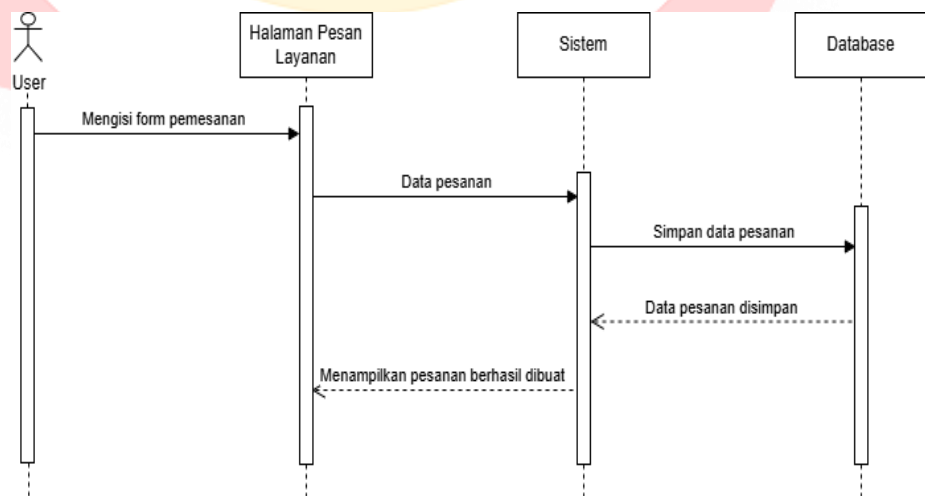 Halaman Pesan
Layanan
Sistem
Database
User
Mengisi form pemesanan
Data pesanan
Simpan data pesanan
Data pesanan disimpan
Menampilkan pesanan berhasil dibuat